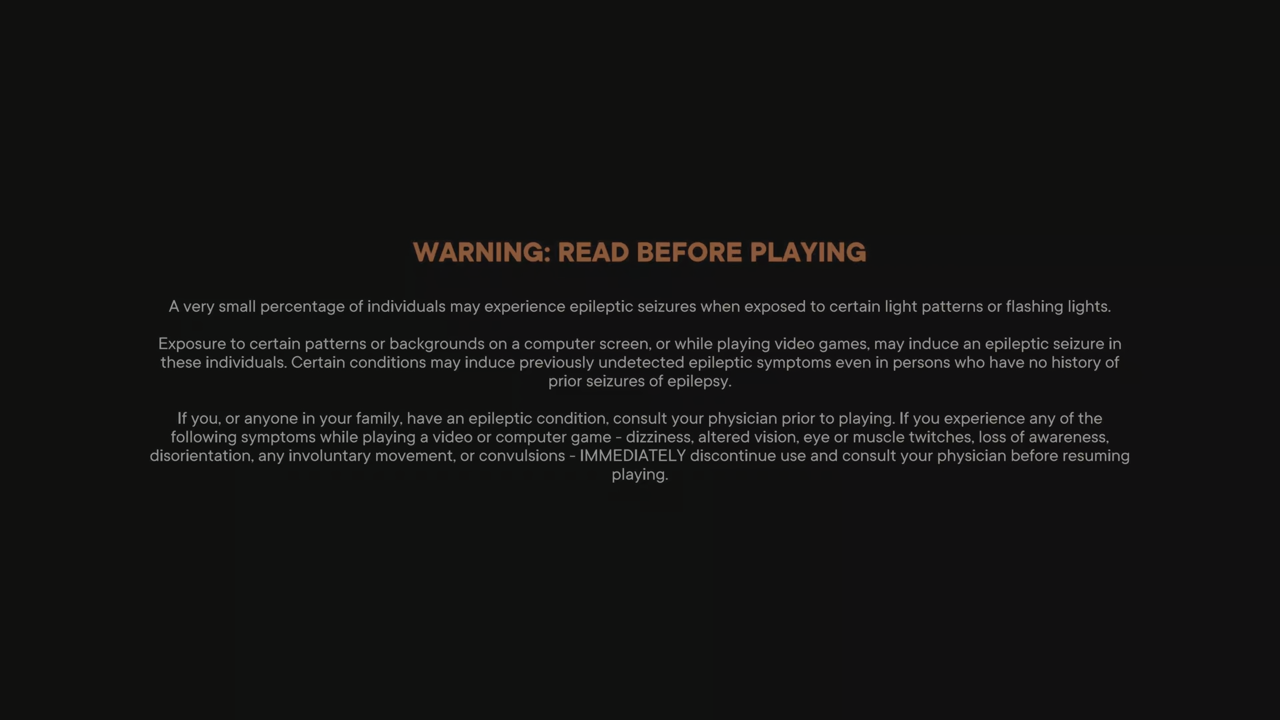 WARNING: READ BEFORE PLAYING
A very small percentage of individuals may experience epileptic seizures when exposed to certain light patterns or flashing lights.
Exposure to certain patterns or backgrounds on a computer screen, or while playing video games, may induce an epileptic seizure in
these individuals. Certain conditions may induce previously undetected epileptic symptoms even in persons who have no history of
prior seizures of epilepsy.
If you, or anyone in your family, have an epileptic condition, consult your physician prior to playing. If you experience any of the
following symptoms while playing a video or computer game - dizziness, altered vision, eye or muscle twitches, loss of awareness,
disorientation, any involuntary movement, or convulsions - IMMEDIATELY discontinue use and consult your physician before resuming
playing.